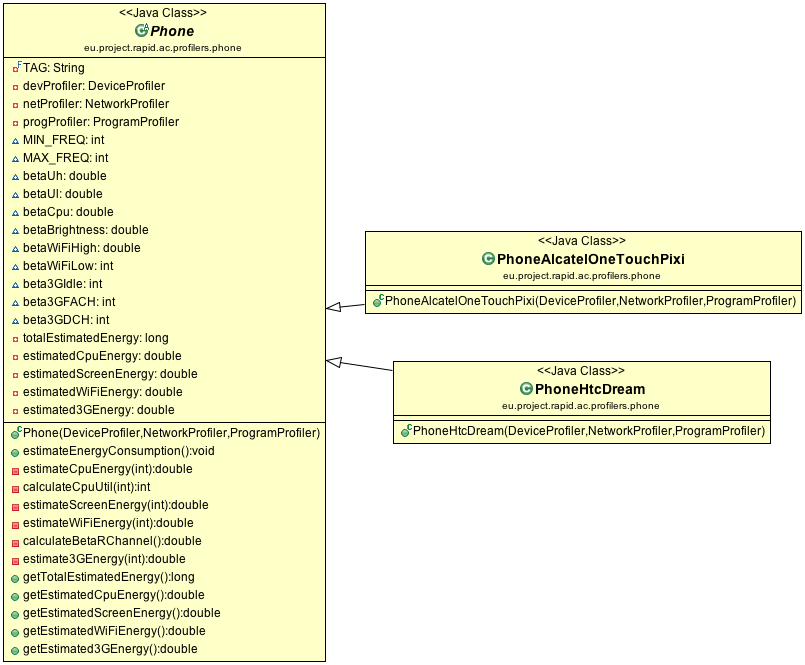 <<Java Class>>
Phone
eu.project.rapid.ac.profilers.phone
TAG: String
devProfiler: DeviceProfiler
netProfiler: NetworkProfiler
progProfiler: ProgramProfiler
MIN_FREQ: int
MAX_FREQ: int
betaUh: double
betaUl: double
betaCpu: double
betaBrightness: double
betaWiFiHigh: double
betaWiFiLow: int
beta3GIdle: int
beta3GFACH: int
beta3GDCH: int
totalEstimatedEnergy: long
estimatedCpuEnergy: double
estimatedScreenEnergy: double
estimatedWiFiEnergy: double
estimated3GEnergy: double
Phone(DeviceProfiler,NetworkProfiler,ProgramProfiler)
estimateEnergyConsumption():void
estimateCpuEnergy(int):double
calculateCpuUtil(int):int
estimateScreenEnergy(int):double
estimateWiFiEnergy(int):double
calculateBetaRChannel():double
estimate3GEnergy(int):double
getTotalEstimatedEnergy():long
getEstimatedCpuEnergy():double
getEstimatedScreenEnergy():double
getEstimatedWiFiEnergy():double
getEstimated3GEnergy():double
<<Java Class>>
PhoneAlcatelOneTouchPixi
eu.project.rapid.ac.profilers.phone
PhoneAlcatelOneTouchPixi(DeviceProfiler,NetworkProfiler,ProgramProfiler)
<<Java Class>>
PhoneHtcDream
eu.project.rapid.ac.profilers.phone
PhoneHtcDream(DeviceProfiler,NetworkProfiler,ProgramProfiler)